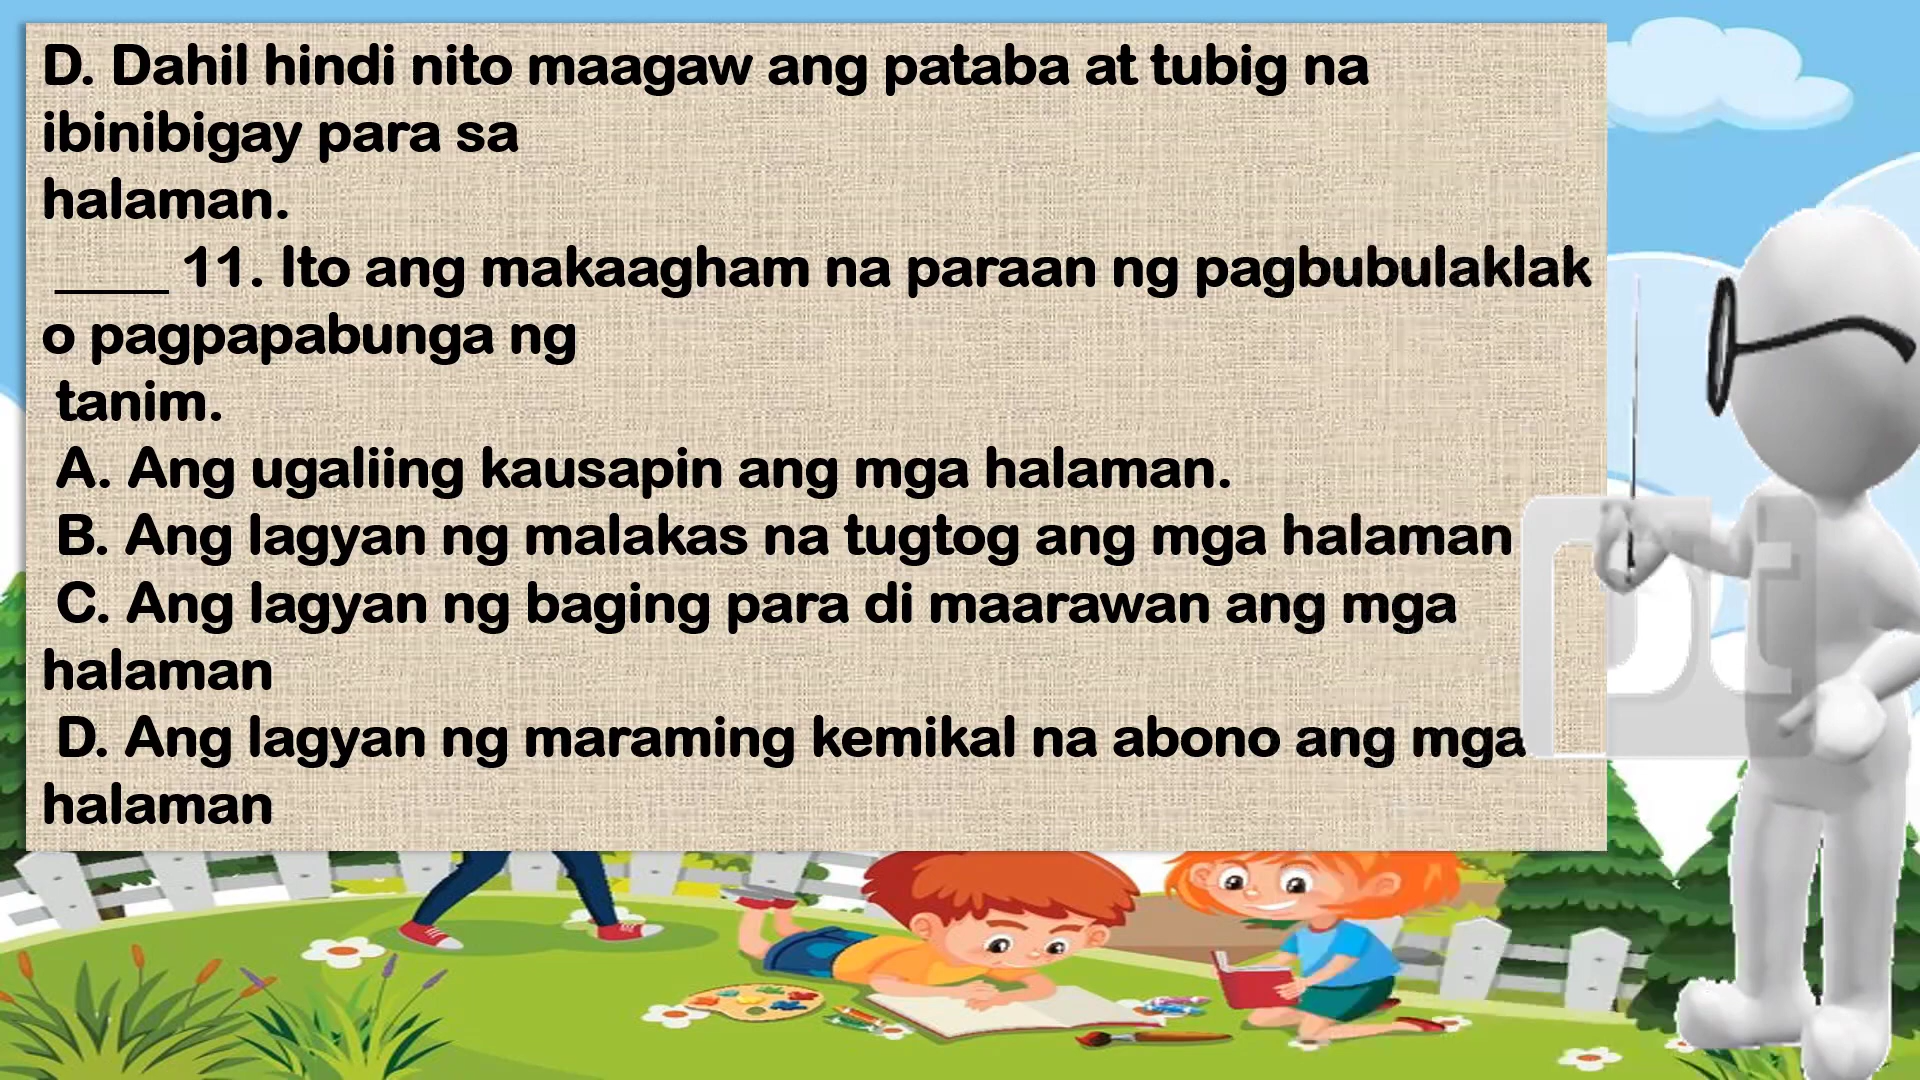 D. Dahil hindi nito maagaw ang pataba at tubig na
ibinibigay para sa
halaman.
____ 11. Ito ang makaagham na paraan ng pagbubulaklak
o pagpapabunga ng
tanim.
A. Ang ugaliing kausapin ang mga halaman.
B. Ang lagyan ng malakas na tugtog ang mga halaman
C. Ang lagyan ng baging para di maarawan ang mga
halaman
D. Ang lagyan ng maraming kemikal na abono ang mga
halaman